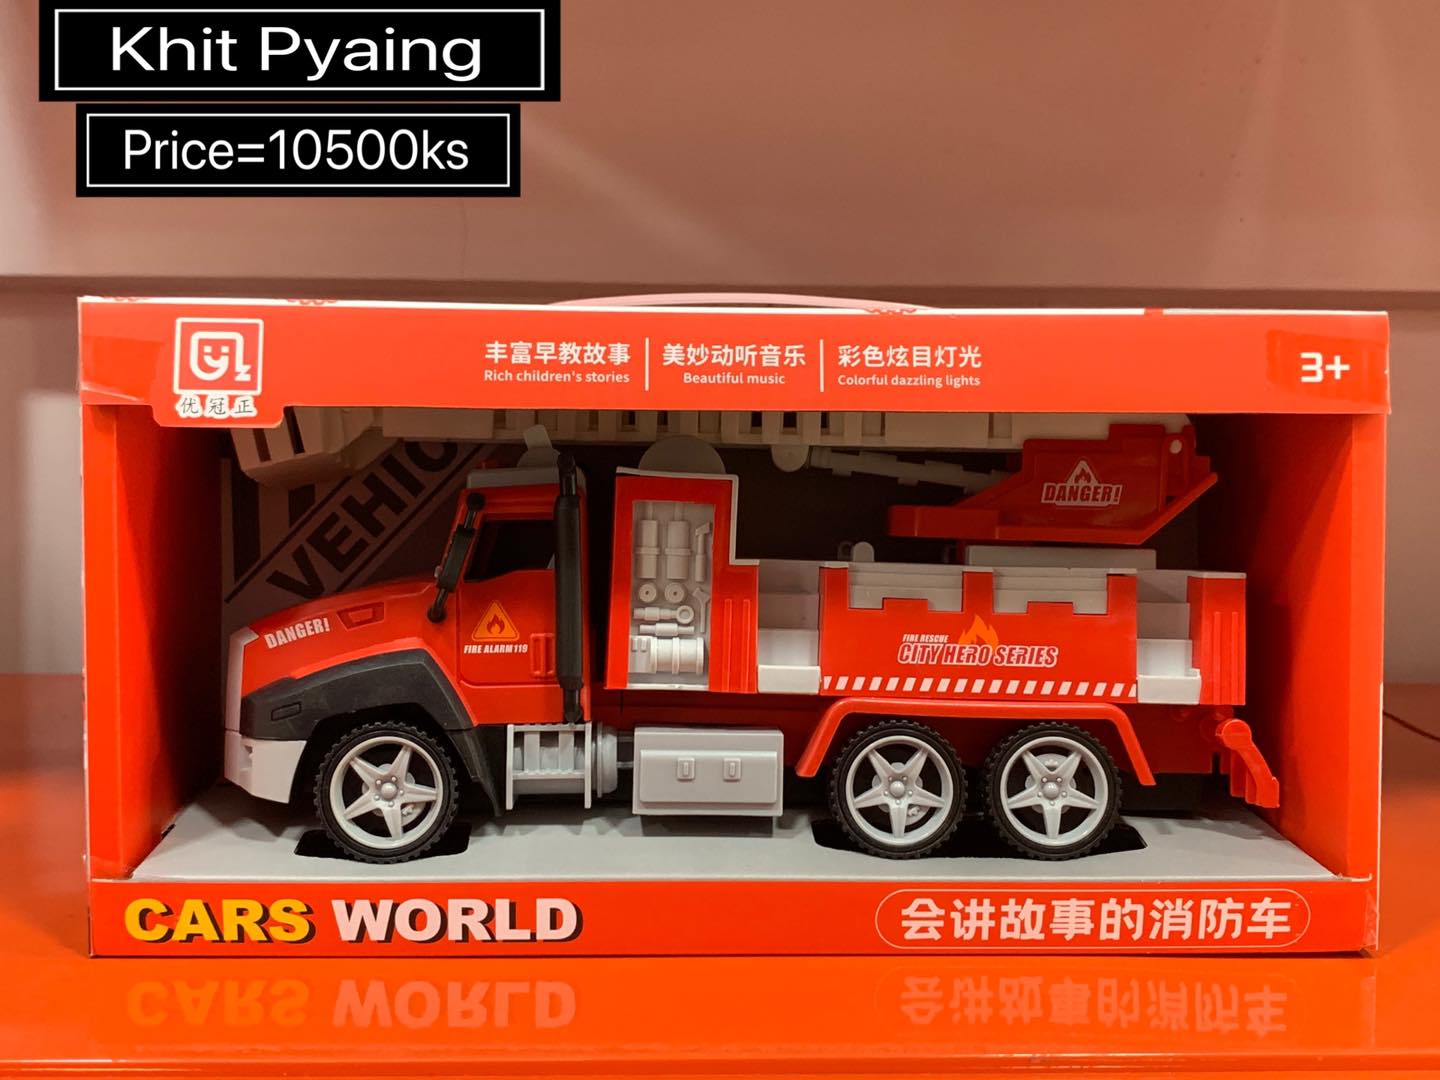 Khit Pyaing
Price=10500ks
优冠正
丰富早教故事
Rich children's stories
美妙动听音乐
Beautiful music
彩色炫目灯光
Colorful dazzling lights
3+
VEHIC
DANGER!
DANGER!
FIRE ALARM 119
FIRE RESCUE
CITY HERO SERIES
CARS WORLD
会讲故事的消防车